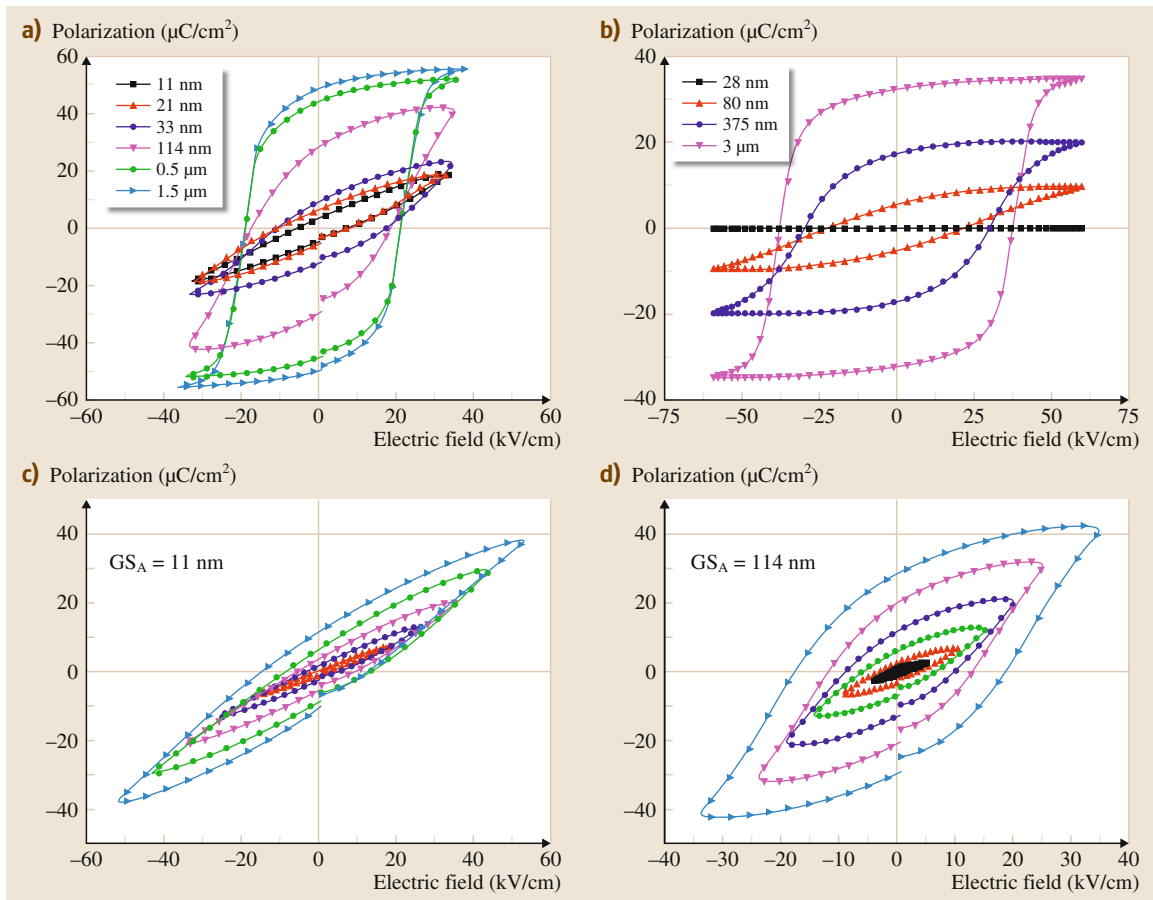 a) Polarization (µC/cm²)
60
40
20
0
–20
–40
–60
11 nm
21 nm
33 nm
114 nm
0.5 µm
1.5 µm
–60 –40 –20 0 20 40 60
Electric field (kV/cm)
b) Polarization (µC/cm²)
40
20
0
–20
–40
28 nm
80 nm
375 nm
3 µm
–75 –50 –25 0 25 50 75
Electric field (kV/cm)
c) Polarization (µC/cm²)
40
20
0
–20
–40
GS_A = 11 nm
–60 –40 –20 0 20 40 60
Electric field (kV/cm)
d) Polarization (µC/cm²)
40
20
0
–20
–40
GS_A = 114 nm
–40 –30 –20 –10 0 10 20 30 40
Electric field (kV/cm)